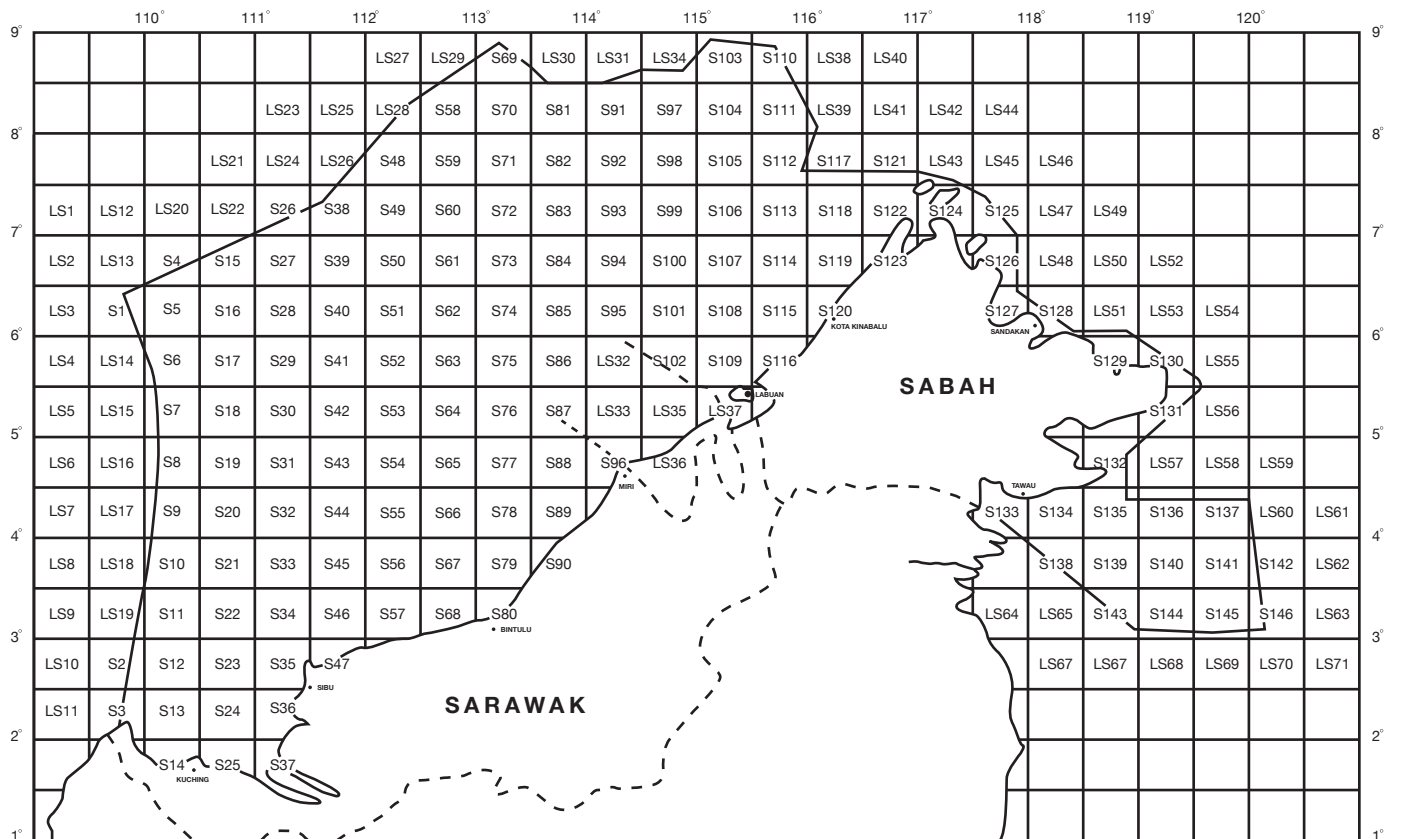 110° 111° 112° 113° 114° 115° 116° 117° 118° 119° 120°
9° 9°
LS27 LS29 S69 LS30 LS31 LS34 S103 S110 LS38 LS40
LS23 LS25 LS28 S58 S70 S81 S91 S97 S104 S111 LS39 LS41 LS42 LS44
8° 8°
LS21 LS24 LS26 S48 S59 S71 S82 S92 S98 S105 S112 S117 S121 LS43 LS45 LS46
LS1 LS12 LS20 LS22 S26 S38 S49 S60 S72 S83 S93 S99 S106 S113 S118 S122 S124 S125 LS47 LS49
7° 7°
LS2 LS13 S4 S15 S27 S39 S50 S61 S73 S84 S94 S100 S107 S114 S119 S123 S126 LS48 LS50 LS52
LS3 S1 S5 S16 S28 S40 S51 S62 S74 S85 S95 S101 S108 S115 S120 S127 S128 LS51 LS53 LS54
KOTA KINABALU
SANDAKAN
6° 6°
LS4 LS14 S6 S17 S29 S41 S52 S63 S75 S86 LS32 S102 S109 S116 S129 S130 LS55
SABAH
LABUAN
LS5 LS15 S7 S18 S30 S42 S53 S64 S76 S87 LS33 LS35 LS37 S131 LS56
5° 5°
LS6 LS16 S8 S19 S31 S43 S54 S65 S77 S88 S96 LS36 S132 LS57 LS58 LS59
MIRI
TAWAU
LS7 LS17 S9 S20 S32 S44 S55 S66 S78 S89 S133 S134 S135 S136 S137 LS60 LS61
4° 4°
LS8 LS18 S10 S21 S33 S45 S56 S67 S79 S90 S138 S139 S140 S141 S142 LS62
LS9 LS19 S11 S22 S34 S46 S57 S68 S80 LS64 LS65 S143 S144 S145 S146 LS63
BINTULU
3° 3°
LS10 S2 S12 S23 S35 S47 LS67 LS67 LS68 LS69 LS70 LS71
SIBU
SARAWAK
LS11 S3 S13 S24 S36
2° 2°
S14 S25 S37
KUCHING
1° 1°